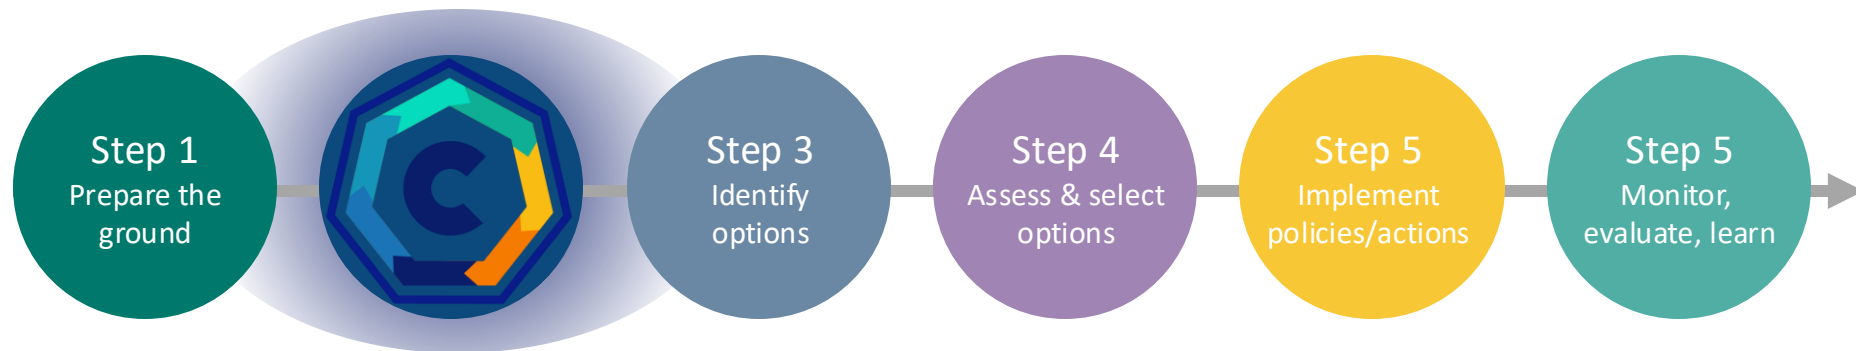 Step 1
Prepare the
ground
Step 3
Identify
options
Step 4
Assess & select
options
Step 5
Implement
policies/actions
Step 5
Monitor,
evaluate, learn